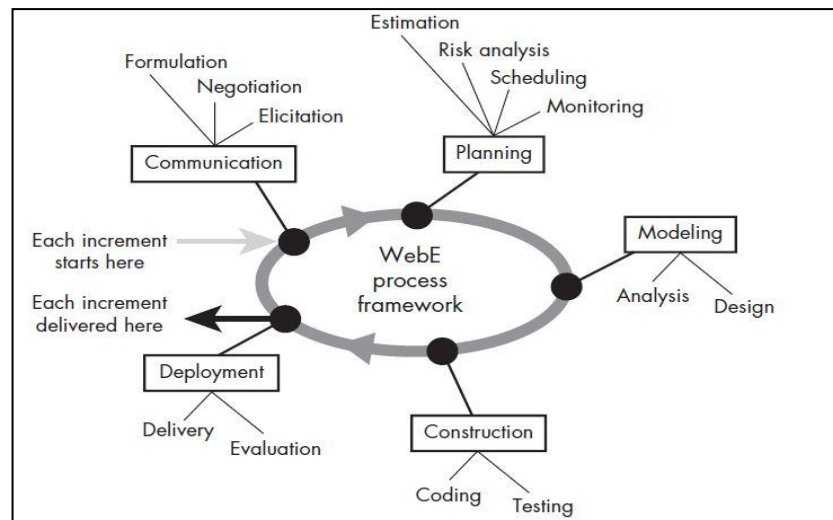 Estimation
Risk analysis
Scheduling
Monitoring
Planning
Formulation
Negotiation
Elicitation
Communication
Each increment
starts here
Each increment
delivered here
WebE
process
framework
Modeling
Analysis
Design
Deployment
Delivery
Evaluation
Construction
Coding
Testing